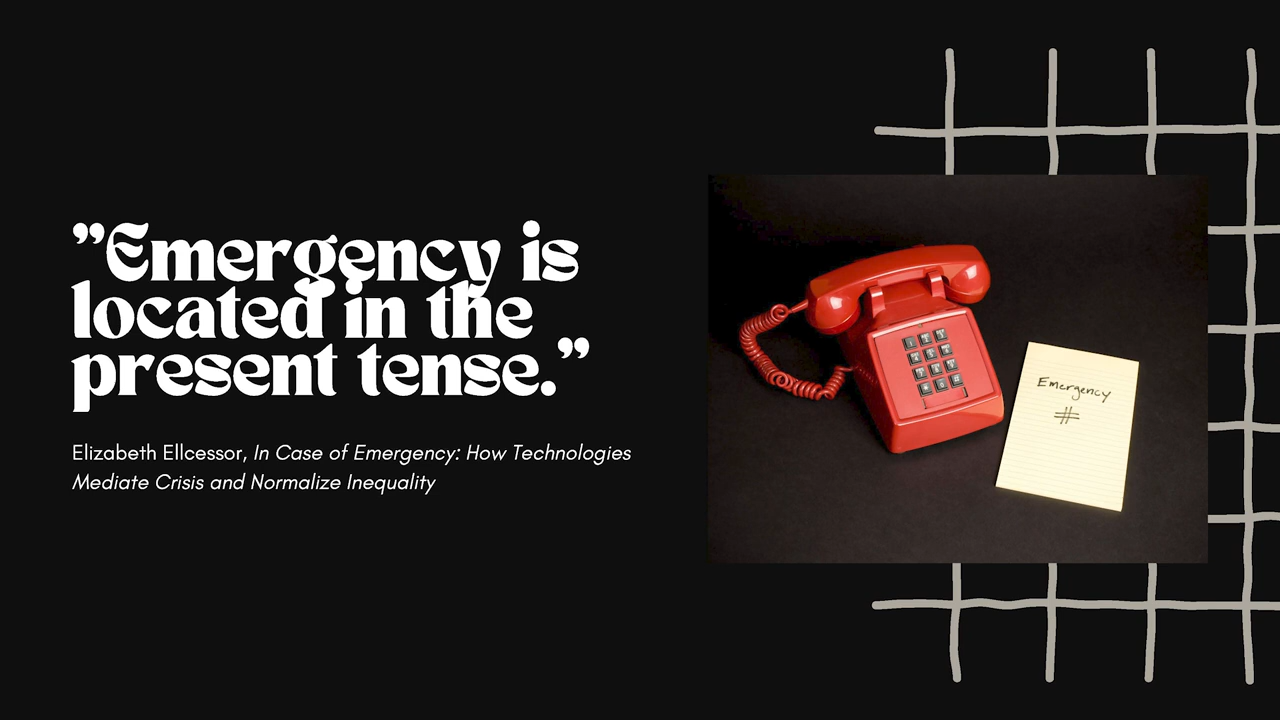 ”Emergency is
located in the
present tense.”
Elizabeth Ellcessor, In Case of Emergency: How Technologies
Mediate Crisis and Normalize Inequality
Emergency
#